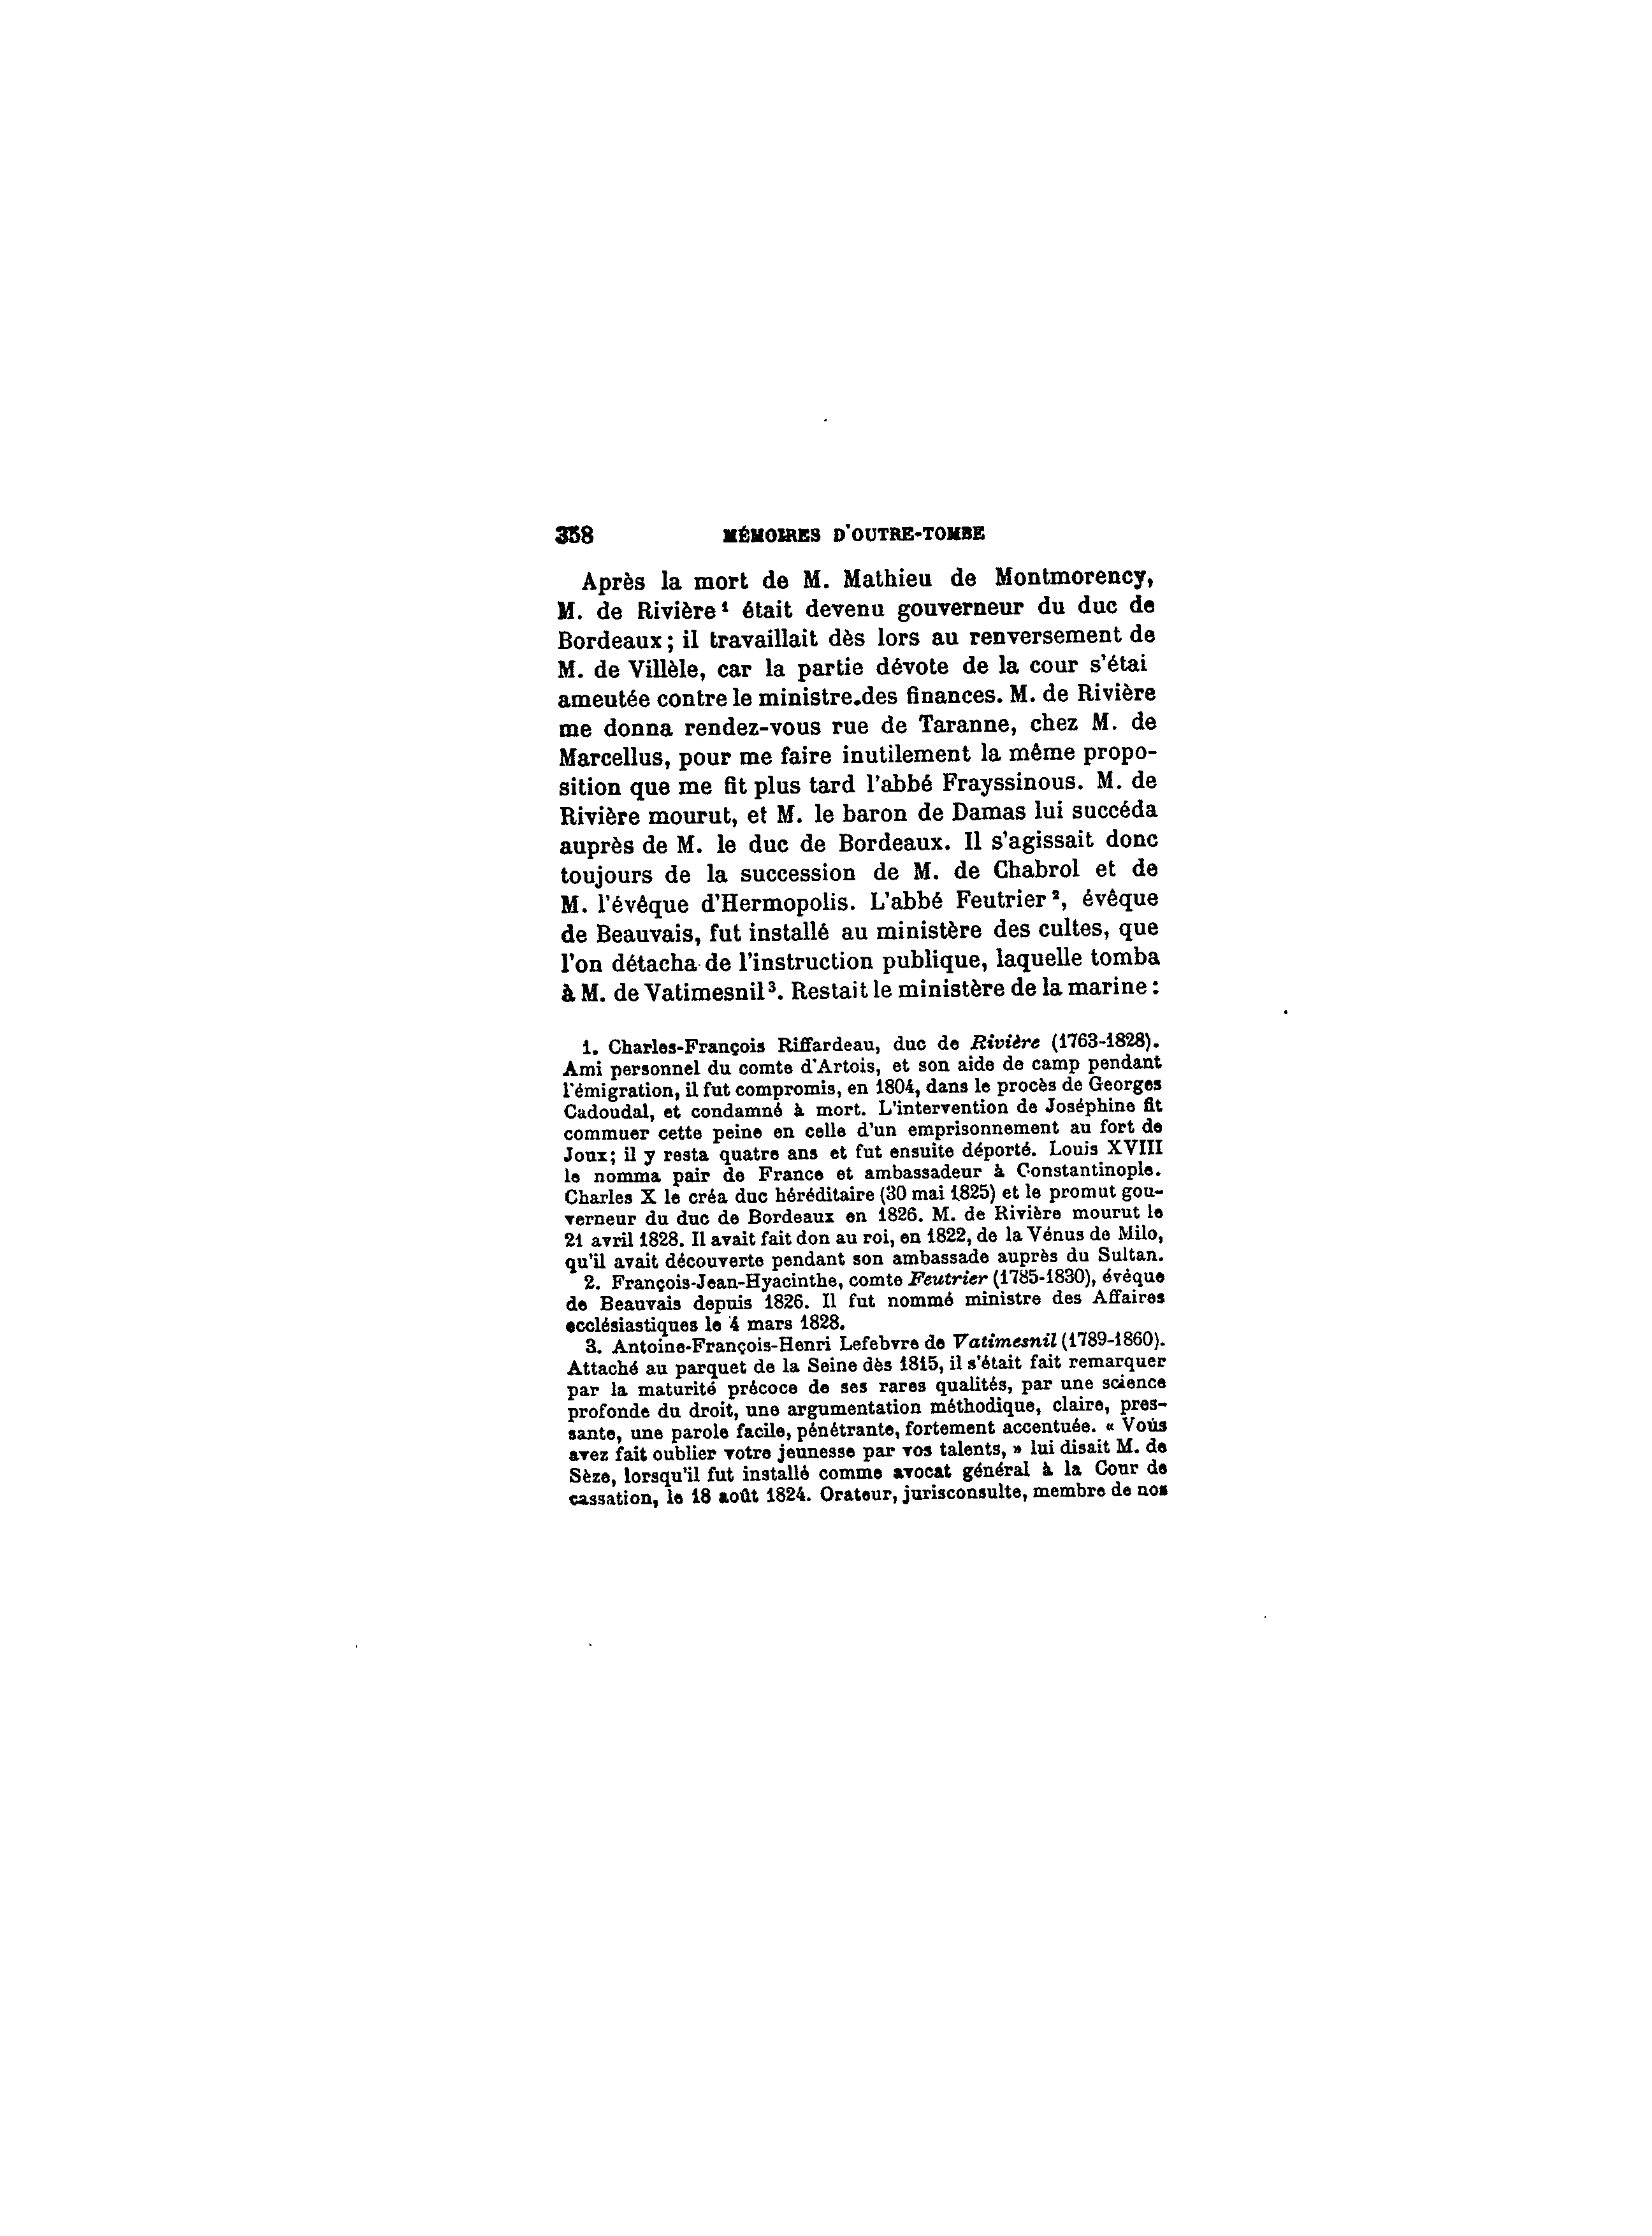 358 MÉMOIRES D'OUTRE-TOMBE
Après la mort de M. Mathieu de Montmorency,
M. de Rivière¹ était devenu gouverneur du duc de
Bordeaux ; il travaillait dès lors au renversement de
M. de Villèle, car la partie dévote de la cour s'étai
ameutée contre le ministre.des finances. M. de Rivière
me donna rendez-vous rue de Taranne, chez M. de
Marcellus, pour me faire inutilement la même propo-
sition que me fit plus tard l'abbé Frayssinous. M. de
Rivière mourut, et M. le baron de Damas lui succéda
auprès de M. le duc de Bordeaux. Il s'agissait donc
toujours de la succession de M. de Chabrol et de
M. l'évêque d'Hermopolis. L'abbé Feutrier², évêque
de Beauvais, fut installé au ministère des cultes, que
l'on détacha de l'instruction publique, laquelle tomba
à M. de Vatimesnil³. Restait le ministère de la marine :
1. Charles-François Riffardeau, duc de Rivière (1763-1828).
Ami personnel du comte d'Artois, et son aide de camp pendant
l'émigration, il fut compromis, en 1804, dans le procès de Georges
Cadoudal, et condamné à mort. L'intervention de Joséphine fit
commuer cette peine en celle d'un emprisonnement au fort de
Joux ; il y resta quatre ans et fut ensuite déporté. Louis XVIII
le nomma pair de France et ambassadeur à Constantinople.
Charles X le créa duc héréditaire (30 mai 1825) et le promut gou-
verneur du duc de Bordeaux en 1826. M. de Rivière mourut le
21 avril 1828. Il avait fait don au roi, en 1822, de la Vénus de Milo,
qu'il avait découverte pendant son ambassade auprès du Sultan.
2. François-Jean-Hyacinthe, comte Feutrier (1785-1830), évêque
de Beauvais depuis 1826. Il fut nommé ministre des Affaires
ecclésiastiques le 4 mars 1828.
3. Antoine-François-Henri Lefebvre de Vatimesnil (1789-1860).
Attaché au parquet de la Seine dès 1815, il s'était fait remarquer
par la maturité précoce de ses rares qualités, par une science
profonde du droit, une argumentation méthodique, claire, pres-
sante, une parole facile, pénétrante, fortement accentuée. « Vous
avez fait oublier votre jeunesse par vos talents, » lui disait M. de
Sèze, lorsqu'il fut installé comme avocat général à la Cour de
cassation, le 18 août 1824. Orateur, jurisconsulte, membre de nos